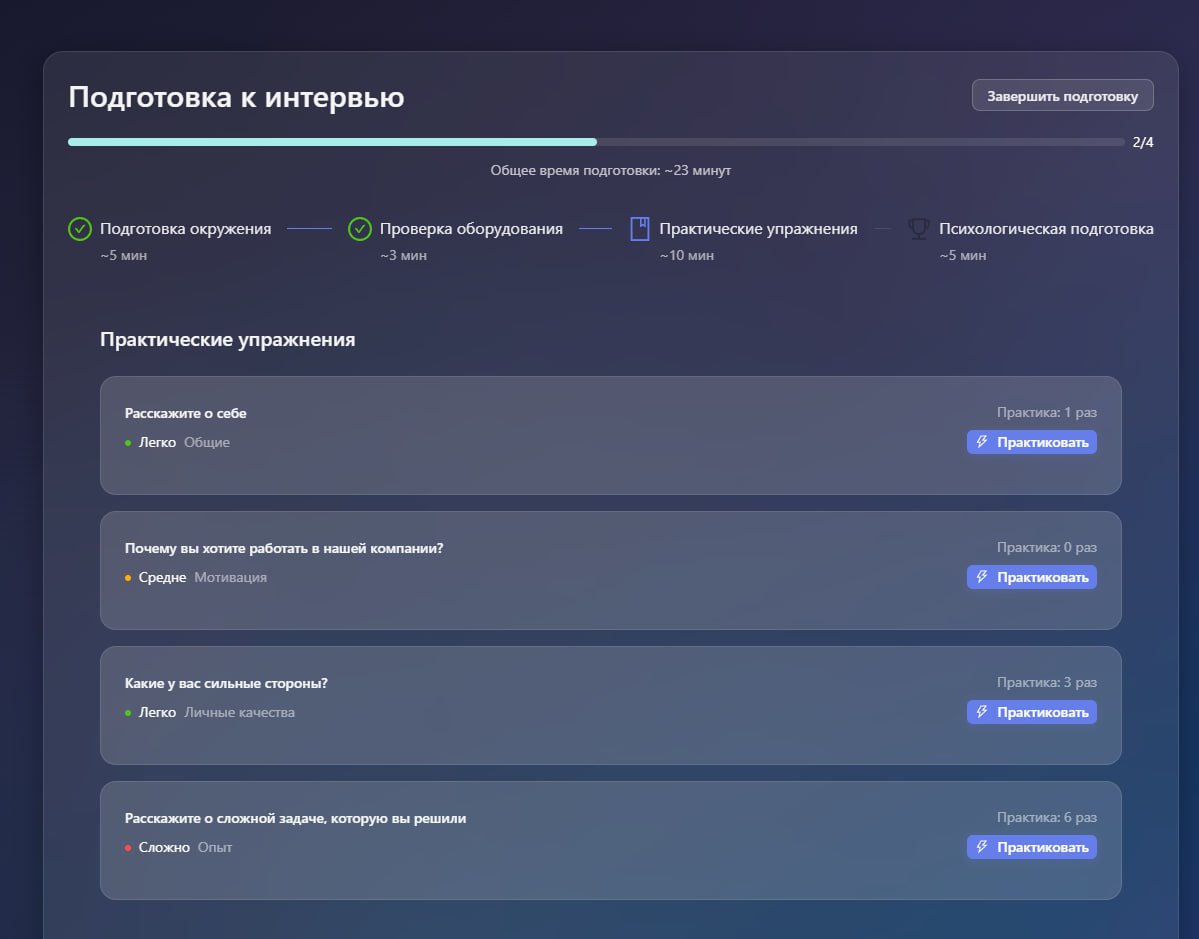 Подготовка к интервью
Завершить подготовку
2/4
Общее время подготовки: ~23 минут
Подготовка окружения
~5 мин
Проверка оборудования
~3 мин
Практические упражнения
~10 мин
Психологическая подготовка
~5 мин
Практические упражнения
Расскажите о себе
Практика: 1 раз
Легко Общие
Практиковать
Почему вы хотите работать в нашей компании?
Практика: 0 раз
Средне Мотивация
Практиковать
Какие у вас сильные стороны?
Практика: 3 раз
Легко Личные качества
Практиковать
Расскажите о сложной задаче, которую вы решили
Практика: 6 раз
Сложно Опыт
Практиковать